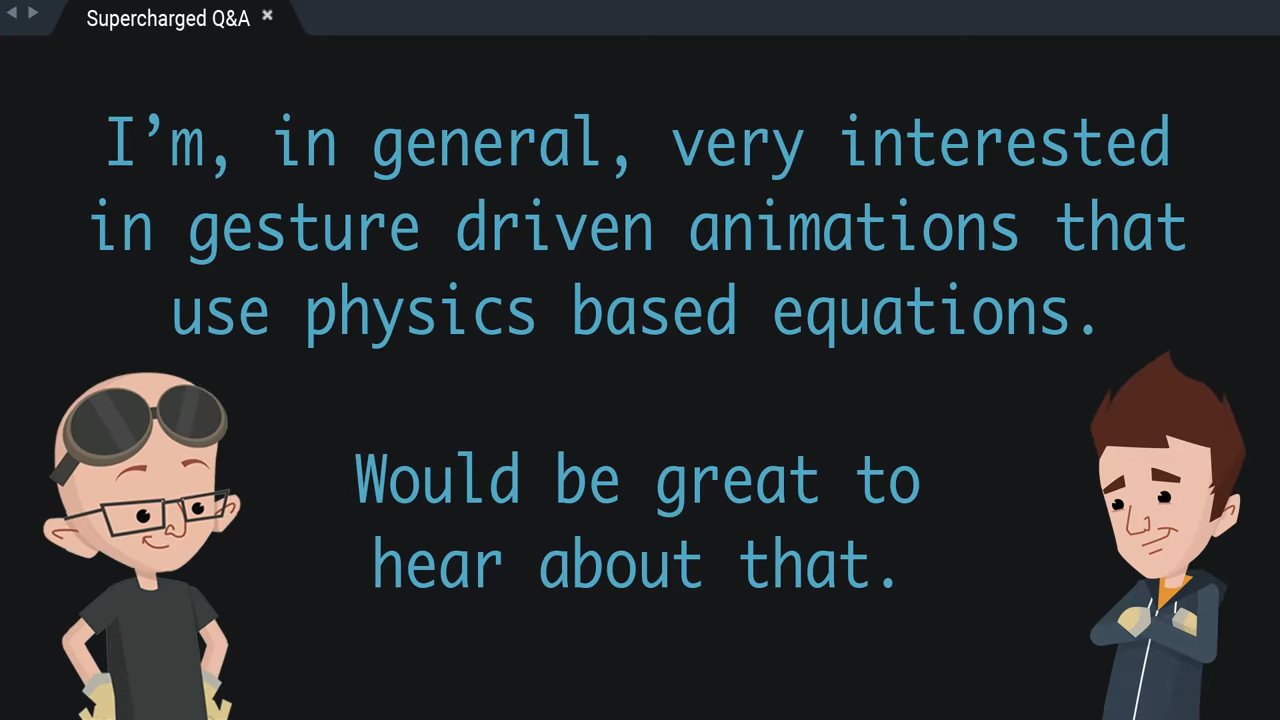 Supercharged Q&A
I’m, in general, very interested
in gesture driven animations that
use physics based equations.
Would be great to
hear about that.